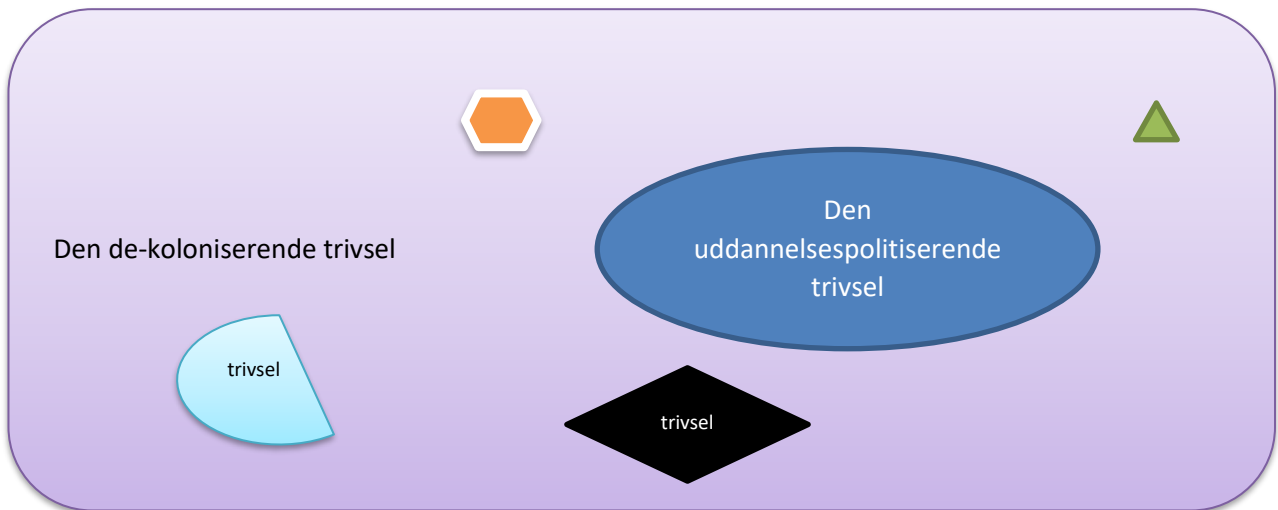 Den de-koloniserende trivsel
Den
uddannelsespolitiserende
trivsel
trivsel
trivsel